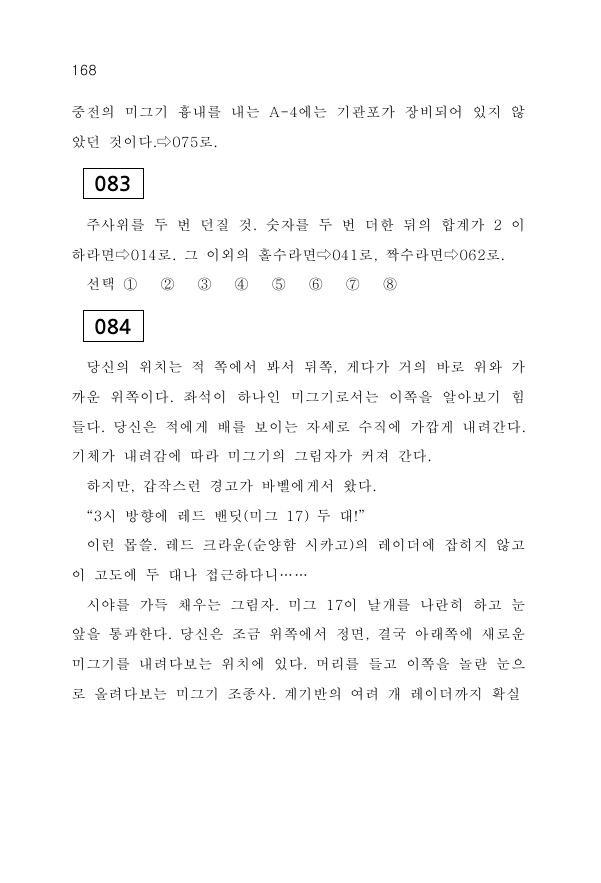 168
중전의 미그기 흉내를 내는 A-4에는 기관포가 장비되어 있지 않
았던 것이다.⇨075로.
083
주사위를 두 번 던질 것. 숫자를 두 번 더한 뒤의 합계가 2 이
하라면⇨014로. 그 이외의 홀수라면⇨041로, 짝수라면⇨062로.
선택 ① ② ③ ④ ⑤ ⑥ ⑦ ⑧
084
당신의 위치는 적 쪽에서 봐서 뒤쪽, 게다가 거의 바로 위와 가
까운 위쪽이다. 좌석이 하나인 미그기로서는 이쪽을 알아보기 힘
들다. 당신은 적에게 배를 보이는 자세로 수직에 가깝게 내려간다.
기체가 내려감에 따라 미그기의 그림자가 커져 간다.
하지만, 갑작스런 경고가 바벨에게서 왔다.
“3시 방향에 레드 밴딧(미그 17) 두 대!”
이런 몹쓸. 레드 크라운(순양함 시카고)의 레이더에 잡히지 않고
이 고도에 두 대나 접근하다니……
시야를 가득 채우는 그림자. 미그 17이 날개를 나란히 하고 눈
앞을 통과한다. 당신은 조금 위쪽에서 정면, 결국 아래쪽에 새로운
미그기를 내려다보는 위치에 있다. 머리를 들고 이쪽을 놀란 눈으
로 올려다보는 미그기 조종사. 계기반의 여려 개 레이더까지 확실